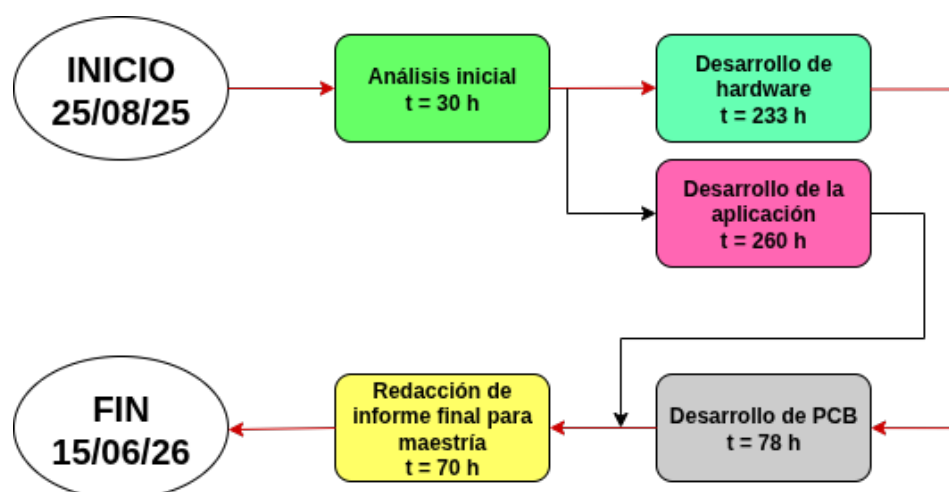 INICIO
25/08/25
Análisis inicial
t = 30 h
Desarrollo de
hardware
t = 233 h
Desarrollo de la
aplicación
t = 260 h
FIN
15/06/26
Redacción de
informe final para
maestría
t = 70 h
Desarrollo de PCB
t = 78 h